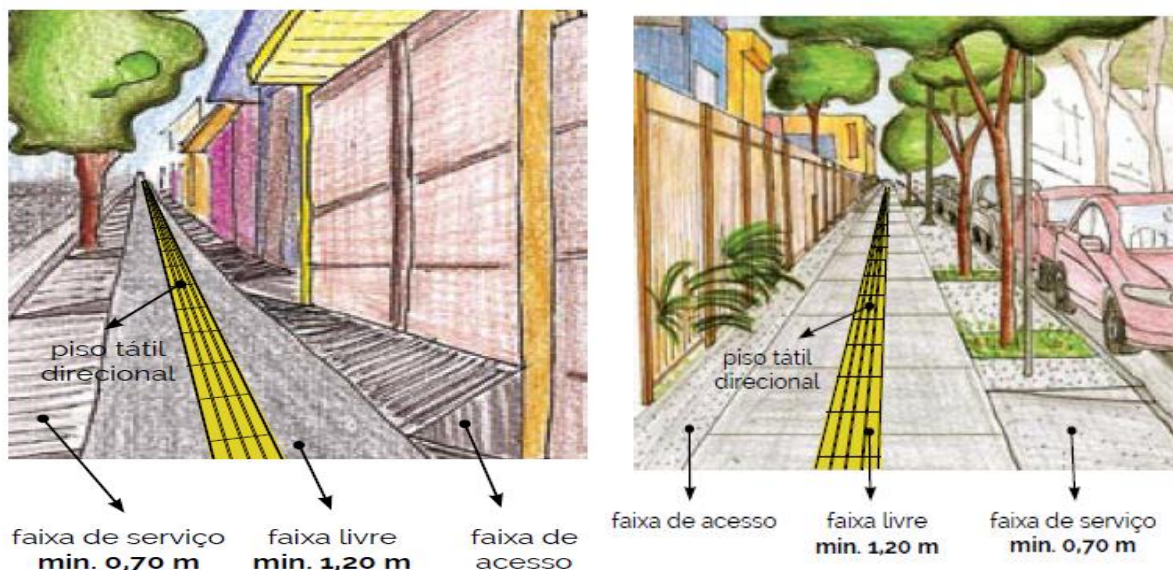 piso tátil
direcional
faixa de serviço
min. 0,70 m
faixa livre
min. 1,20 m
faixa de
acesso
piso tátil
direcional
faixa de acesso
faixa livre
min. 1,20 m
faixa de serviço
min. 0,70 m